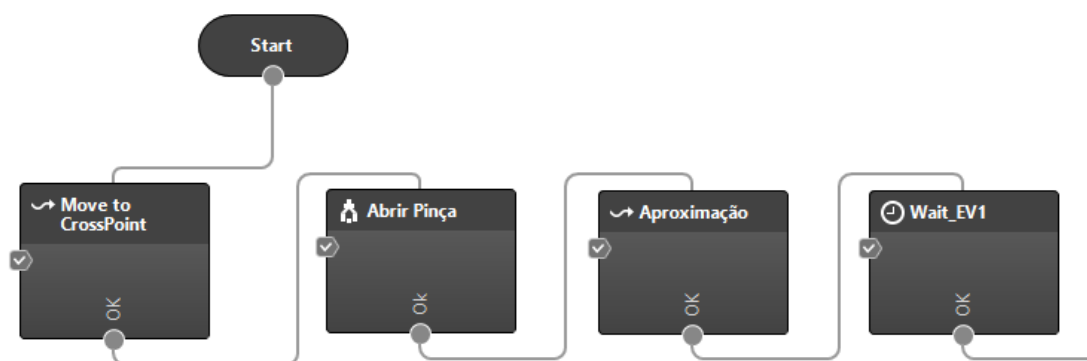 Start
Move to
CrossPoint
OK
Abrir Pinça
Ok
Aproximação
OK
Wait_EV1
OK